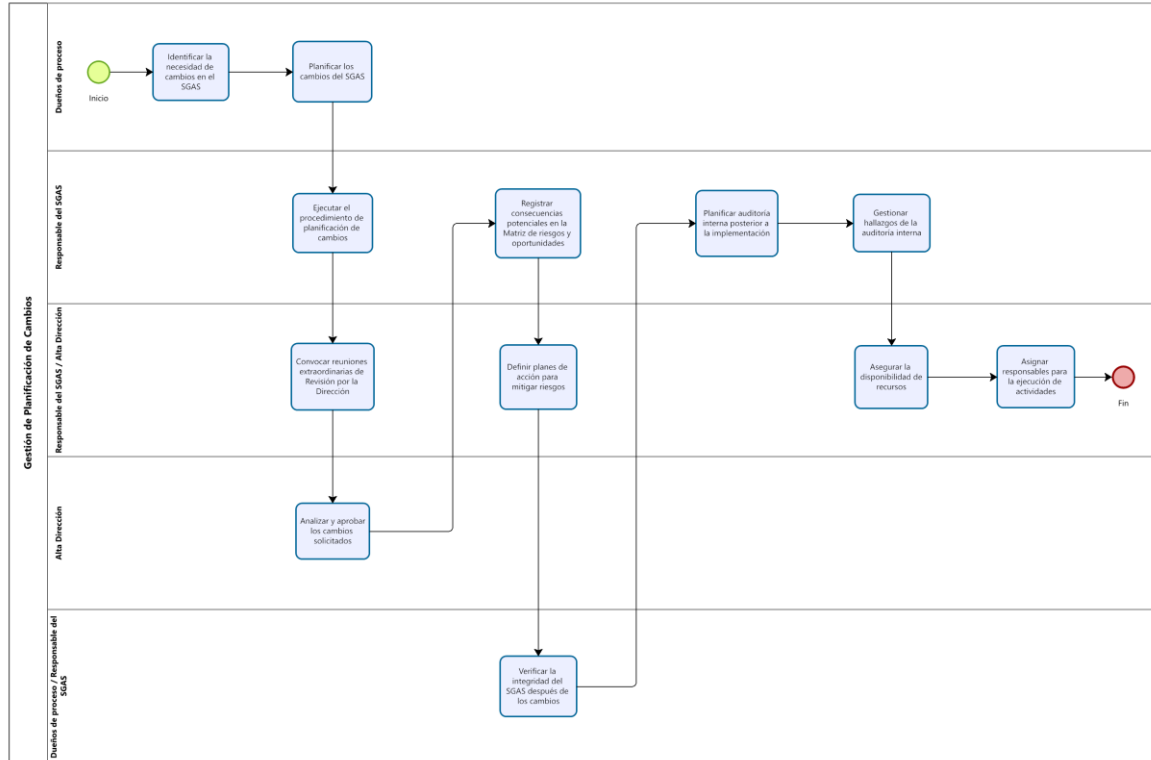 Gestión de Planificación de Cambios
Dueños de proceso
Inicio
Identificar la
necesidad de
cambios en el
SGAS
Planificar los
cambios del SGAS
Responsable del SGAS
Ejecutar el
procedimiento de
planificación de
cambios
Registrar
consecuencias
potenciales en la
Matriz de riesgos y
oportunidades
Planificar auditoría
interna posterior a
la implementación
Gestionar
hallazgos de la
auditoría interna
Responsable del SGAS / Alta Dirección
Convocar reuniones
extraordinarias de
Revisión por la
Dirección
Definir planes de
acción para
mitigar riesgos
Asegurar la
disponibilidad de
recursos
Asignar
responsables para
la ejecución de
actividades
Fin
Alta Dirección
Analizar y aprobar
los cambios
solicitados
Dueños de proceso / Responsable del
SGAS
Verificar la
integridad del
SGAS después de
los cambios